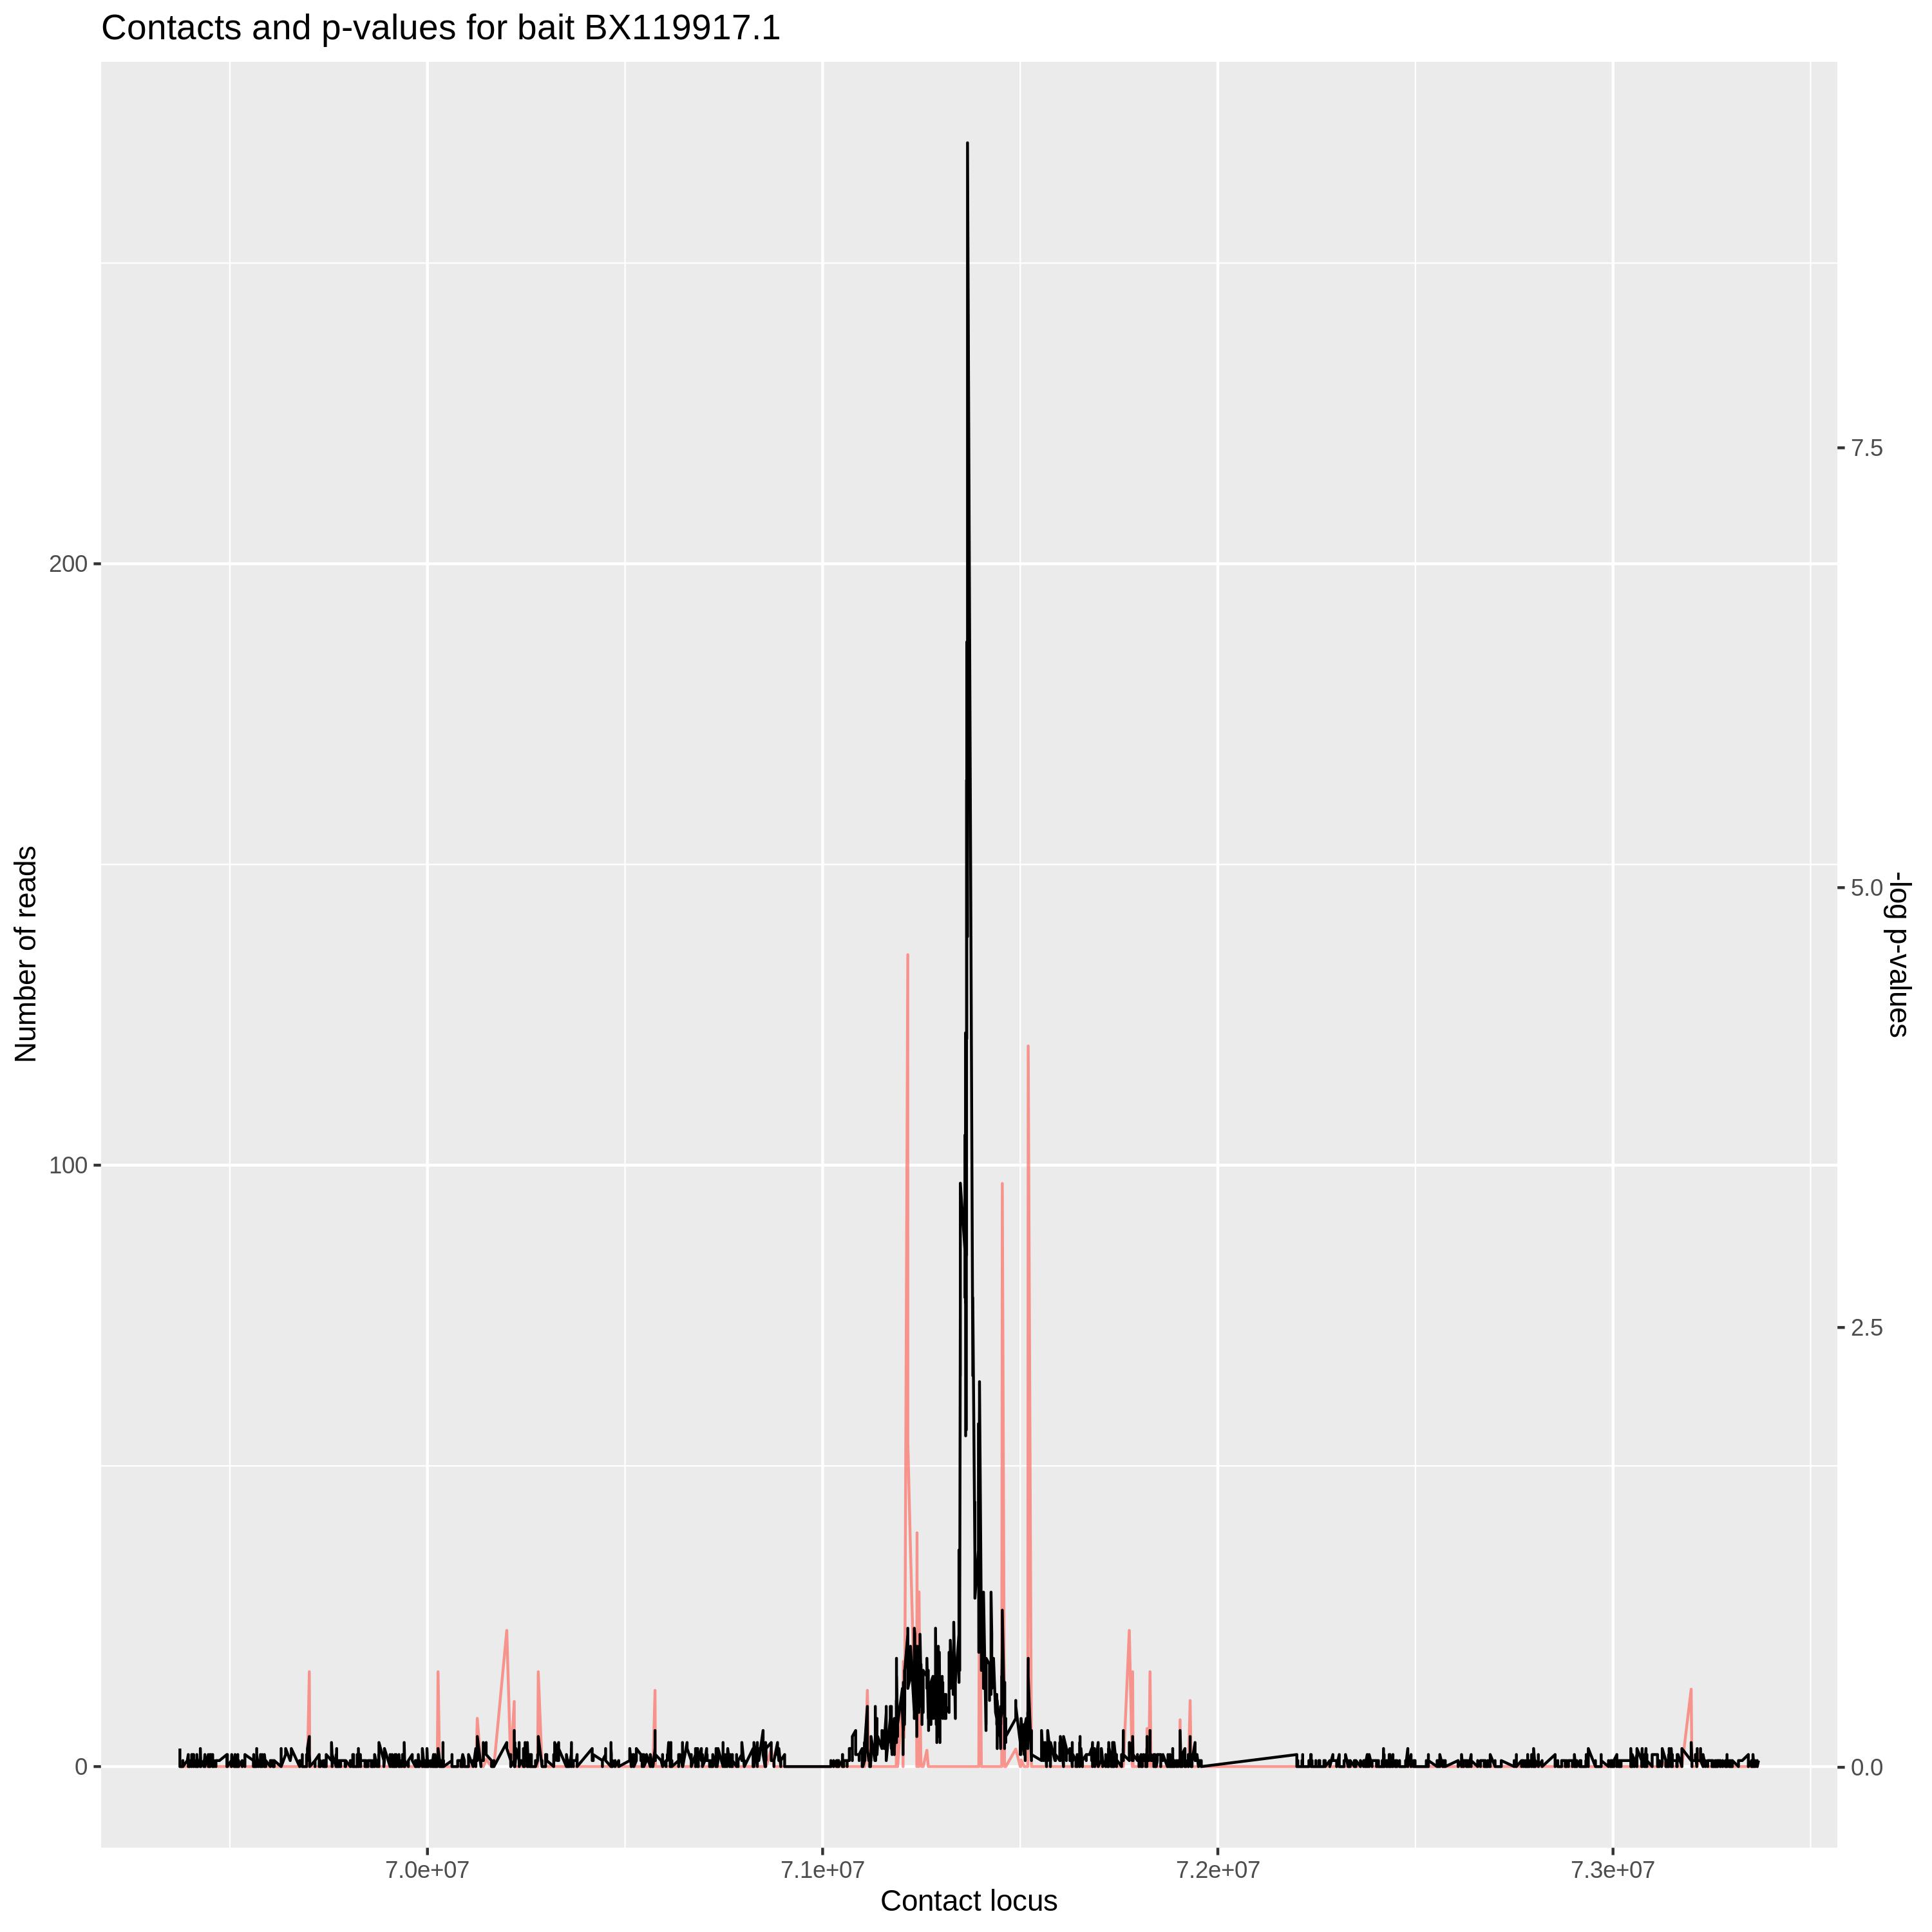 Contacts and p-values for bait BX119917.1
Number of reads
200
100
0
7.5
5.0
2.5
0.0
-log p-values
7.0e+07
7.1e+07
7.2e+07
7.3e+07
Contact locus